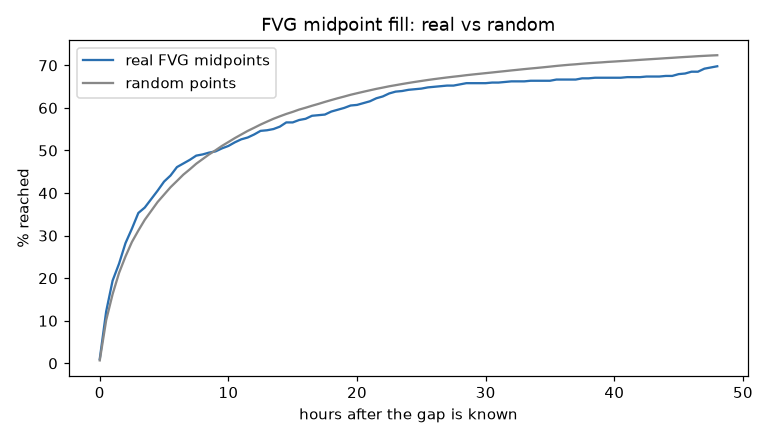 FVG midpoint fill: real vs random
real FVG midpoints
random points
% reached
70
60
50
40
30
20
10
0
0 10 20 30 40 50
hours after the gap is known